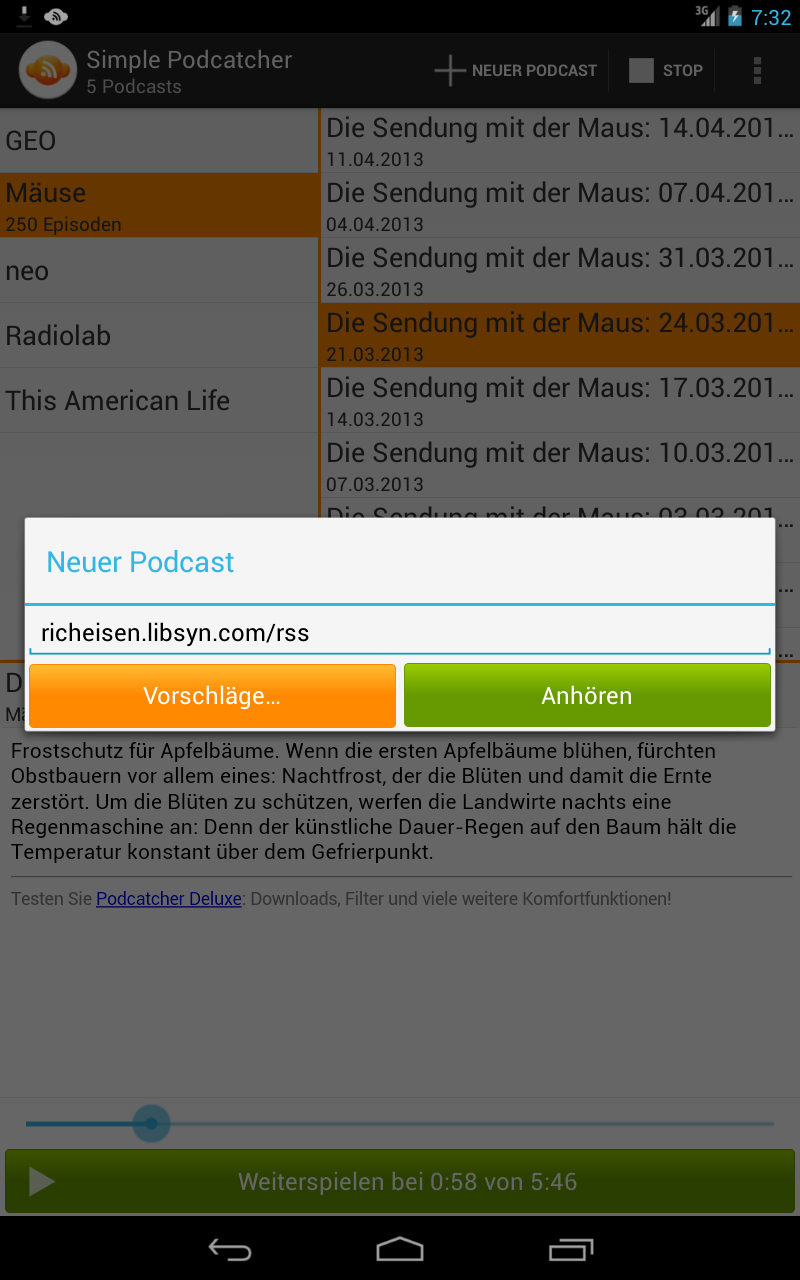 3G 7:32
Simple Podcatcher
5 Podcasts
NEUER PODCAST
STOP
GEO
Mäuse
250 Episoden
neo
Radiolab
This American Life
Die Sendung mit der Maus: 14.04.201…
11.04.2013
Die Sendung mit der Maus: 07.04.201…
04.04.2013
Die Sendung mit der Maus: 31.03.201…
26.03.2013
Die Sendung mit der Maus: 24.03.201…
21.03.2013
Die Sendung mit der Maus: 17.03.201…
14.03.2013
Die Sendung mit der Maus: 10.03.201…
07.03.2013
Die Sendung mit der Maus: 03.03.201…
Neuer Podcast
richeisen.libsyn.com/rss
Vorschläge…
Anhören
Frostschutz für Apfelbäume. Wenn die ersten Apfelbäume blühen, fürchten
Obstbauern vor allem eines: Nachtfrost, der die Blüten und damit die Ernte
zerstört. Um die Blüten zu schützen, werfen die Landwirte nachts eine
Regenmaschine an: Denn der künstliche Dauer-Regen auf den Baum hält die
Temperatur konstant über dem Gefrierpunkt.
Testen Sie Podcatcher Deluxe: Downloads, Filter und viele weitere Komfortfunktionen!
Weiterspielen bei 0:58 von 5:46